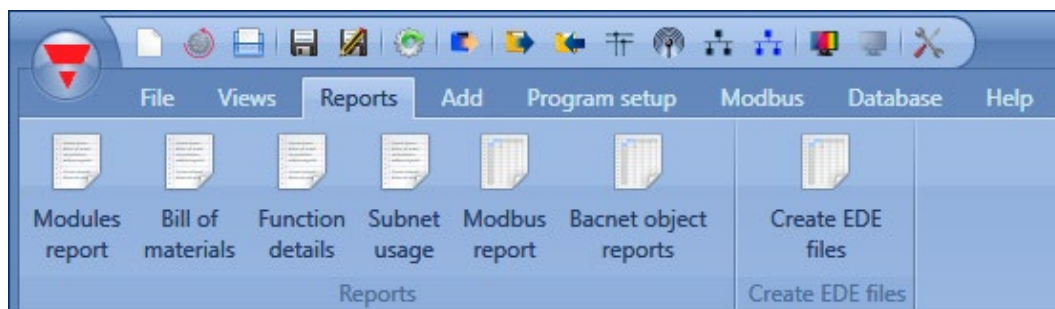 File Views Reports Add Program setup Modbus Database Help
Modules Bill of Function Subnet Modbus Bacnet object Create EDE
report materials details usage report reports files
Reports Create EDE files